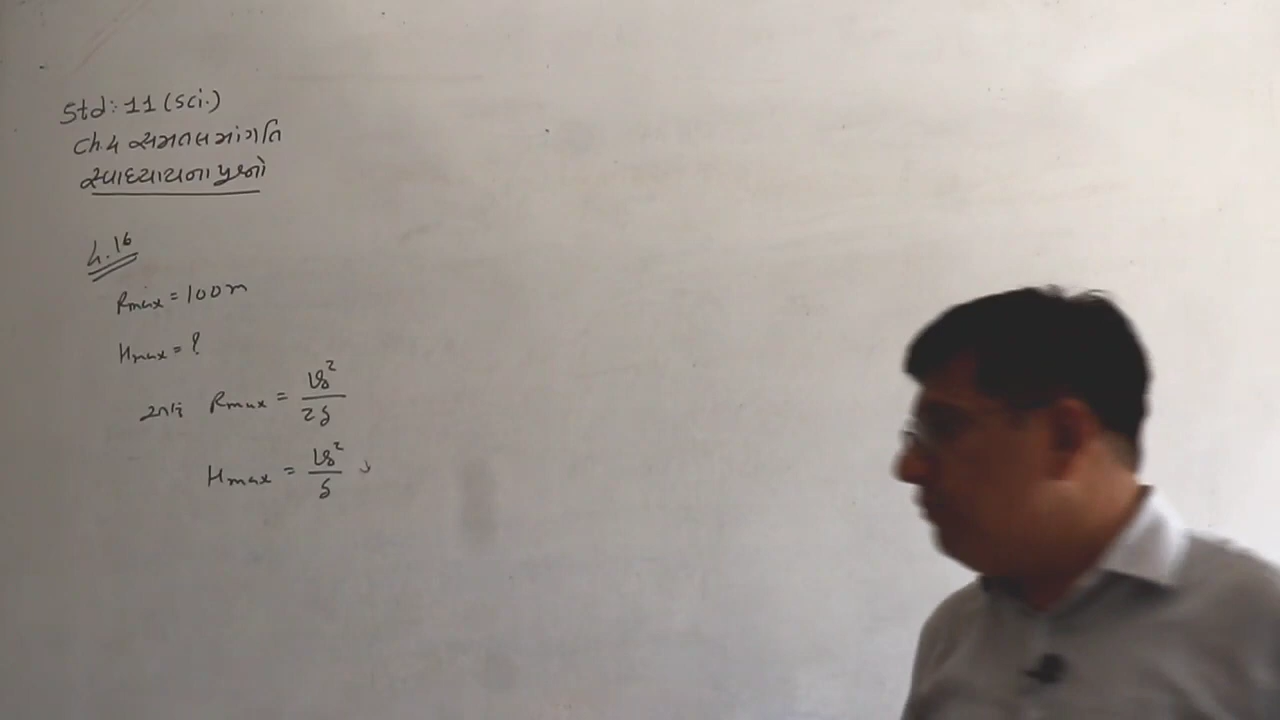 Std: 11 (Sci.)
Ch.4 સમતલમાં ગતિ
સ્વાધ્યાયના પ્રશ્નો
4.16
Rmax = 100m
Hmax = ?
Rmax = v₀² / 2g
Hmax = v₀² / g